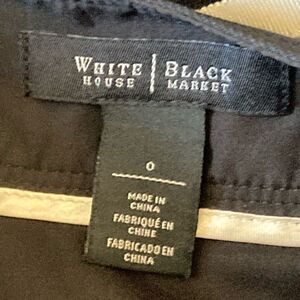 WHITE | BLACK
HOUSE | MARKET
0
MADE IN
CHINA
FABRIQUÉ EN
CHINE
FABRICADO EN
CHINA